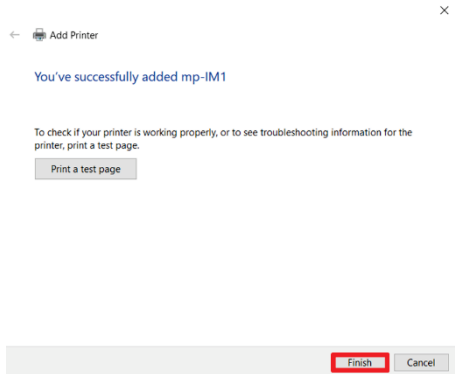 Add Printer
You've successfully added mp-IM1
To check if your printer is working properly, or to see troubleshooting information for the
printer, print a test page.
Print a test page
Finish
Cancel